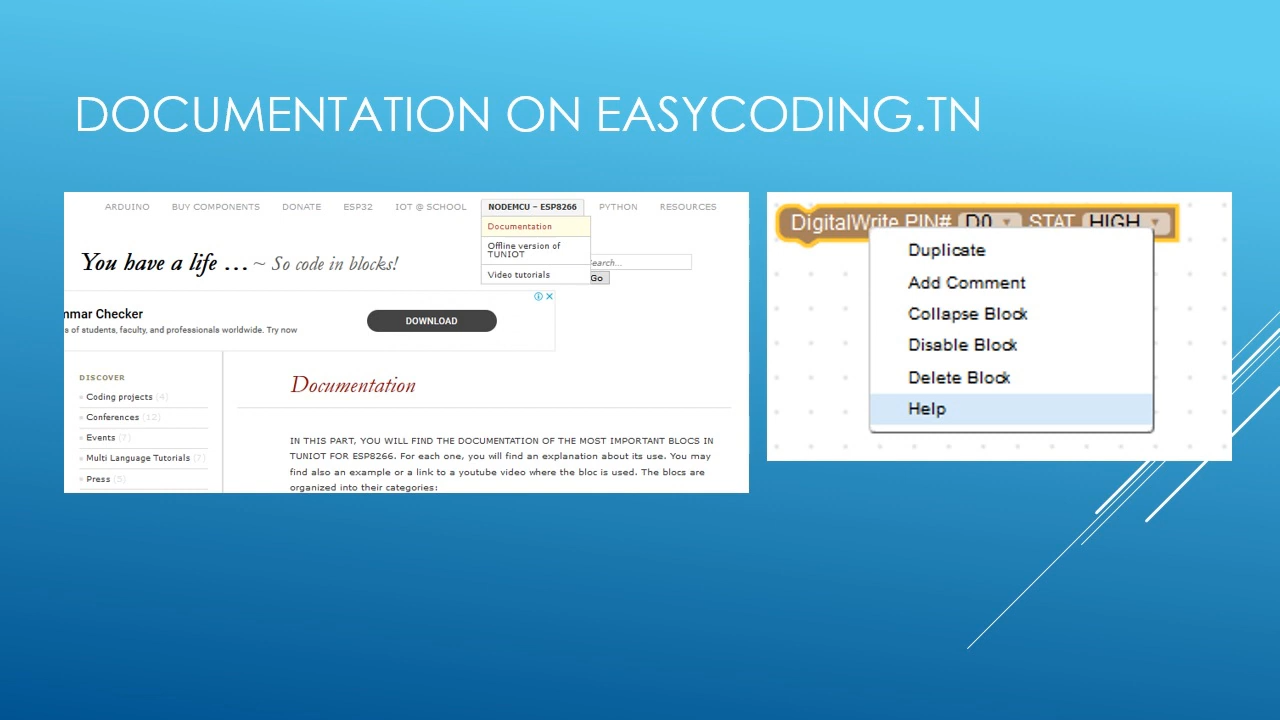 DOCUMENTATION ON EASYCODING.TN
ARDUINO BUY COMPONENTS DONATE ESP32 IOT @ SCHOOL NODEMCU – ESP8266 PYTHON RESOURCES
Documentation
Offline version of
TUNIOT
Video tutorials
You have a life … ~ So code in blocks!
earch...
Go
mmar Checker
s of students, faculty, and professionals worldwide. Try now
DOWNLOAD
DISCOVER
Coding projects (4)
Conferences (12)
Events (7)
Multi Language Tutorials (7)
Press (5)
Documentation
IN THIS PART, YOU WILL FIND THE DOCUMENTATION OF THE MOST IMPORTANT BLOCS IN
TUNIOT FOR ESP8266. For each one, you will find an explanation about its use. You may
find also an example or a link to a youtube video where the bloc is used. The blocs are
organized into their categories:
DigitalWrite PIN# D0 STAT HIGH
Duplicate
Add Comment
Collapse Block
Disable Block
Delete Block
Help